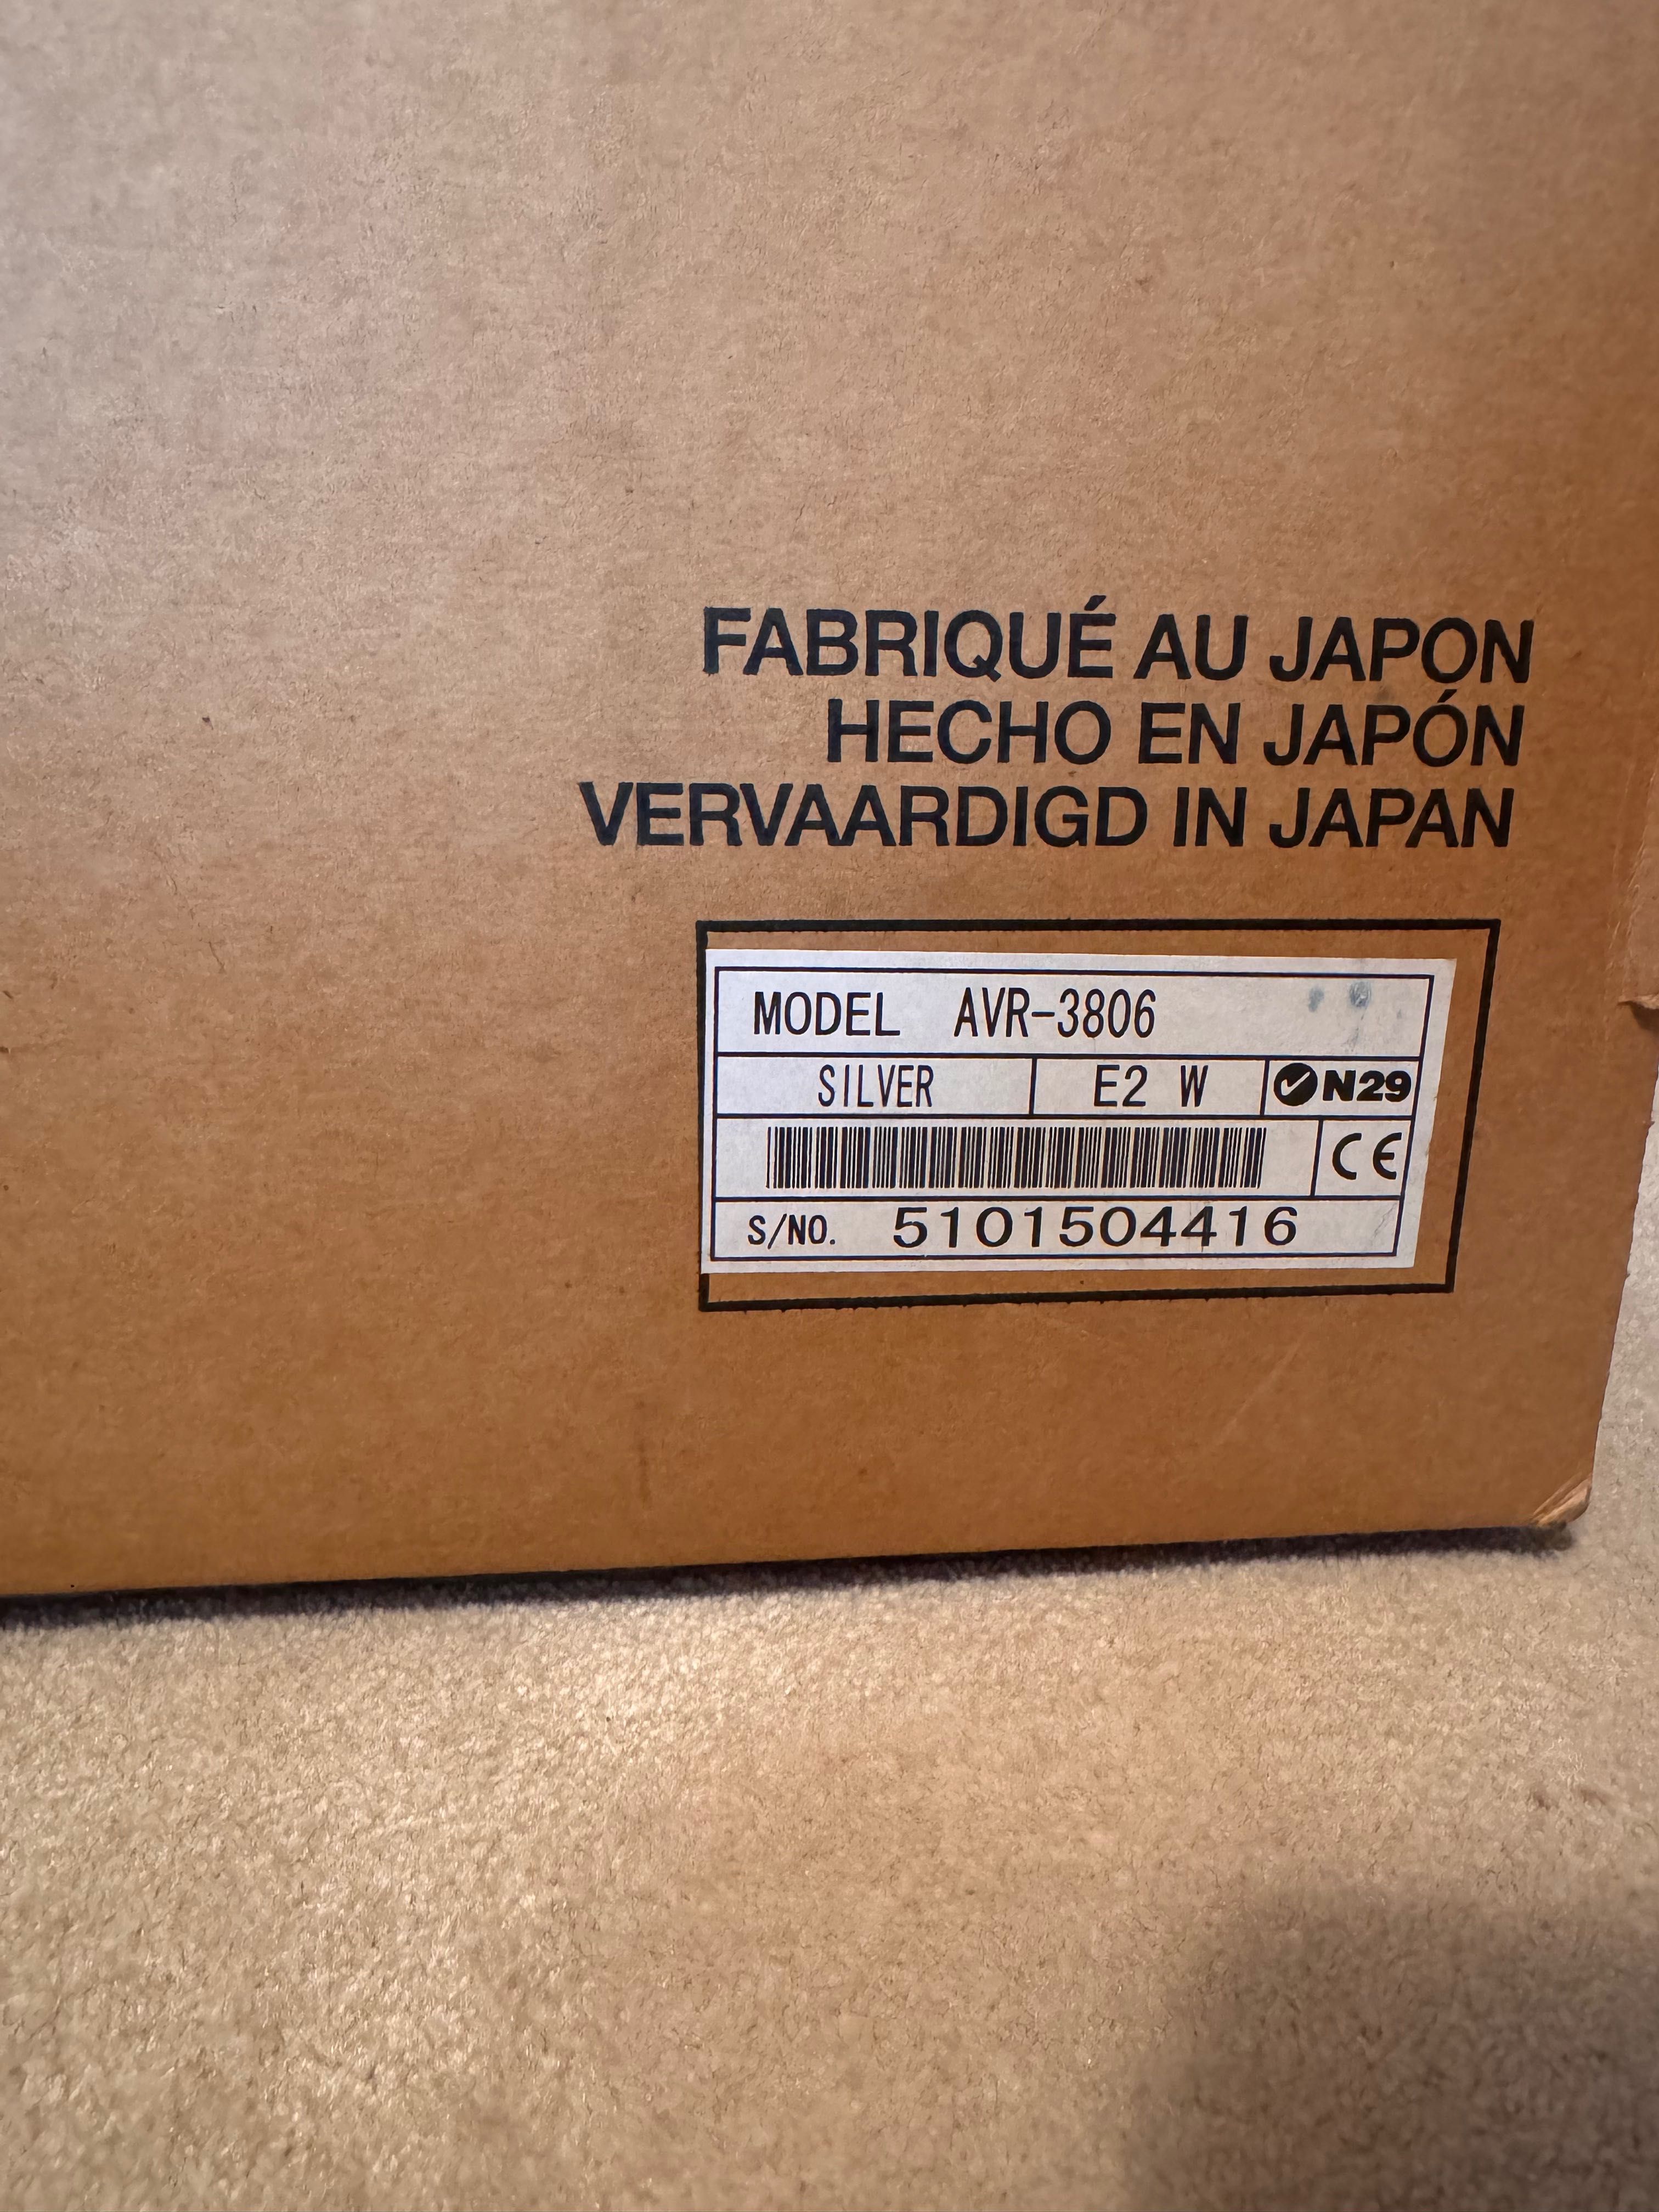 FABRIQUÉ AU JAPON
HECHO EN JAPÓN
VERVAARDIGD IN JAPAN
MODEL AVR-3806
SILVER E2 W N29
CE
S/NO. 5101504416